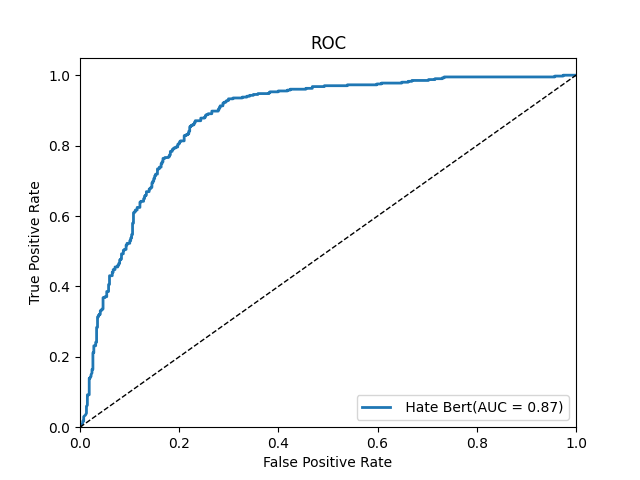 ROC
1.0
0.8
0.6
0.4
0.2
0.0
True Positive Rate
0.0 0.2 0.4 0.6 0.8 1.0
False Positive Rate
Hate Bert(AUC = 0.87)